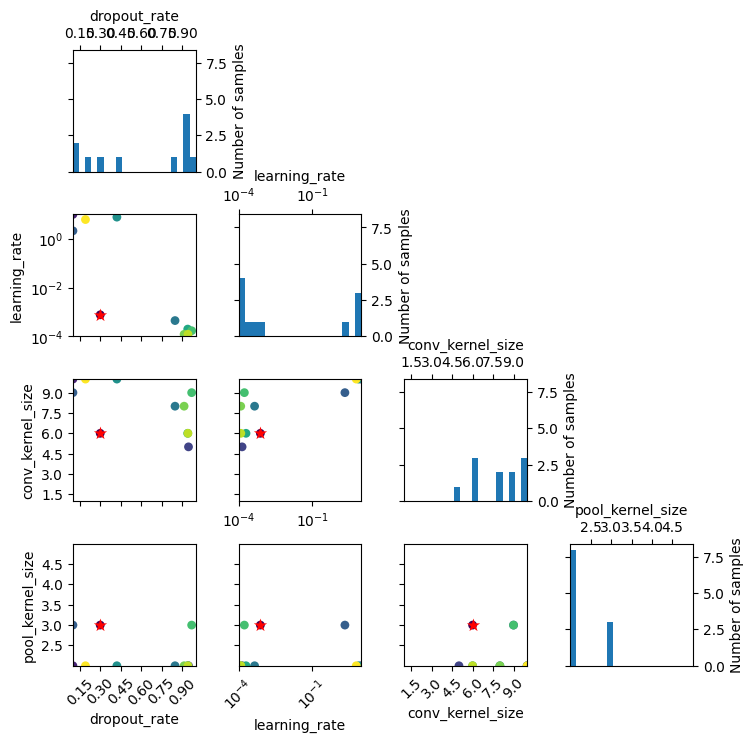 dropout_rate
0.15 0.30 0.45 0.60 0.75 0.90
7.5
5.0
2.5
0.0
Number of samples
learning_rate
10^-4 10^-1
learning_rate
10^0
10^-2
10^-4
7.5
5.0
2.5
0.0
Number of samples
conv_kernel_size
1.5 3.0 4.5 6.0 7.5 9.0
conv_kernel_size
9.0
7.5
6.0
4.5
3.0
1.5
10^-4 10^-1
7.5
5.0
2.5
0.0
Number of samples
pool_kernel_size
2.5 3.0 3.5 4.0 4.5
pool_kernel_size
4.5
4.0
3.5
3.0
2.5
7.5
5.0
2.5
0.0
Number of samples
0.15 0.30 0.45 0.60 0.75 0.90
dropout_rate
10^-4 10^-1
learning_rate
1.5 3.0 4.5 6.0 7.5 9.0
conv_kernel_size